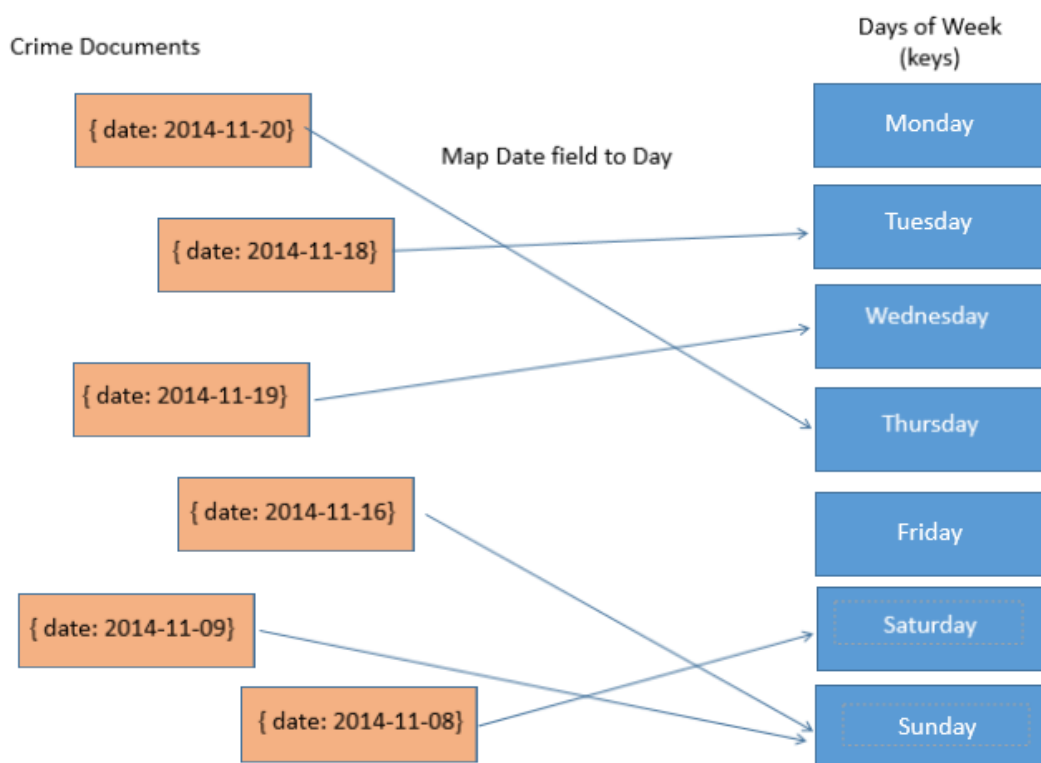 Crime Documents
Days of Week
(keys)
{ date: 2014-11-20}
Monday
Map Date field to Day
{ date: 2014-11-18}
Tuesday
Wednesday
{ date: 2014-11-19}
Thursday
{ date: 2014-11-16}
Friday
{ date: 2014-11-09}
Saturday
{ date: 2014-11-08}
Sunday